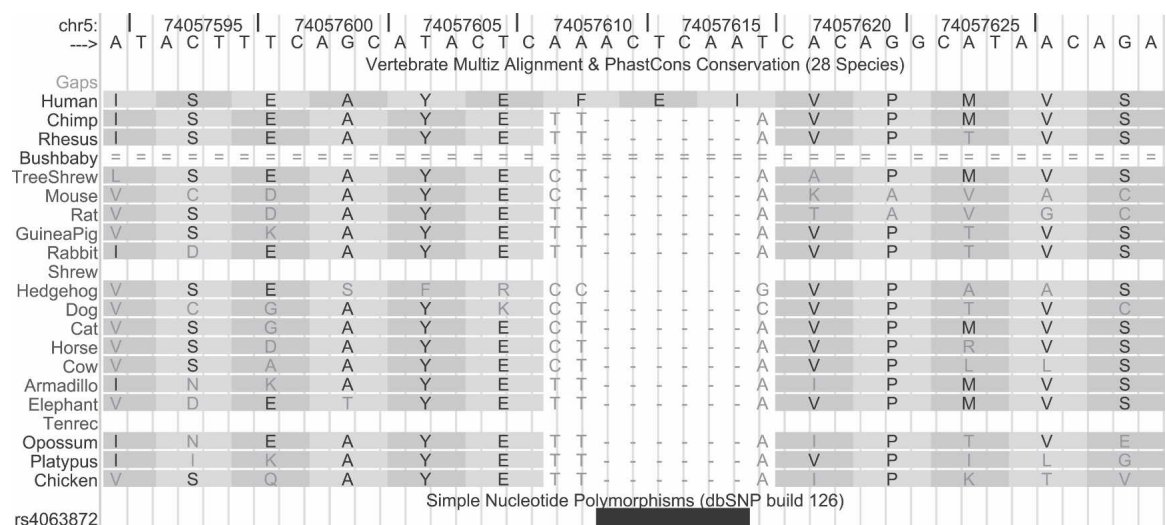 chr5: 74057595 74057600 74057605 74057610 74057615 74057620 74057625
---> A T A C T T T C A G C A T A C T C A A A C T C A A T C A C A G G C A T A A C A G A
Vertebrate Multiz Alignment & PhastCons Conservation (28 Species)
Gaps
Human I S E A Y E F E I V P M V S
Chimp I S E A Y E T T - - - - - - A V P M V S
Rhesus I S E A Y E T T - - - - - - A V P T V S
Bushbaby = = = = = = = = = = = = = = = = = = = = = = = = = = = = = = = = = = = = = = = = =
TreeShrew L S E A Y E C T - - - - - - A A P M V S
Mouse V C D A Y E C T - - - - - - A K A V A C
Rat V S D A Y E T T - - - - - - A T A V G C
GuineaPig V S K A Y E T T - - - - - - A V P T V S
Rabbit I D E A Y E T T - - - - - - A V P T V S
Shrew
Hedgehog V S E S F R C C - - - - - - G V P A A S
Dog V C G A Y K C T - - - - - - C V P T V C
Cat V S G A Y E C T - - - - - - A V P M V S
Horse V S D A Y E C T - - - - - - A V P R V S
Cow V S A A Y E C T - - - - - - A V P L L S
Armadillo I N K A Y E T T - - - - - - A I P M V S
Elephant V D E T Y E T T - - - - - - A V P M V S
Tenrec
Opossum I N E A Y E T T - - - - - - A I P T V E
Platypus I I K A Y E T T - - - - - - A V P I L G
Chicken V S Q A Y E T T - - - - - - A I P K T V
Simple Nucleotide Polymorphisms (dbSNP build 126)
rs4063872